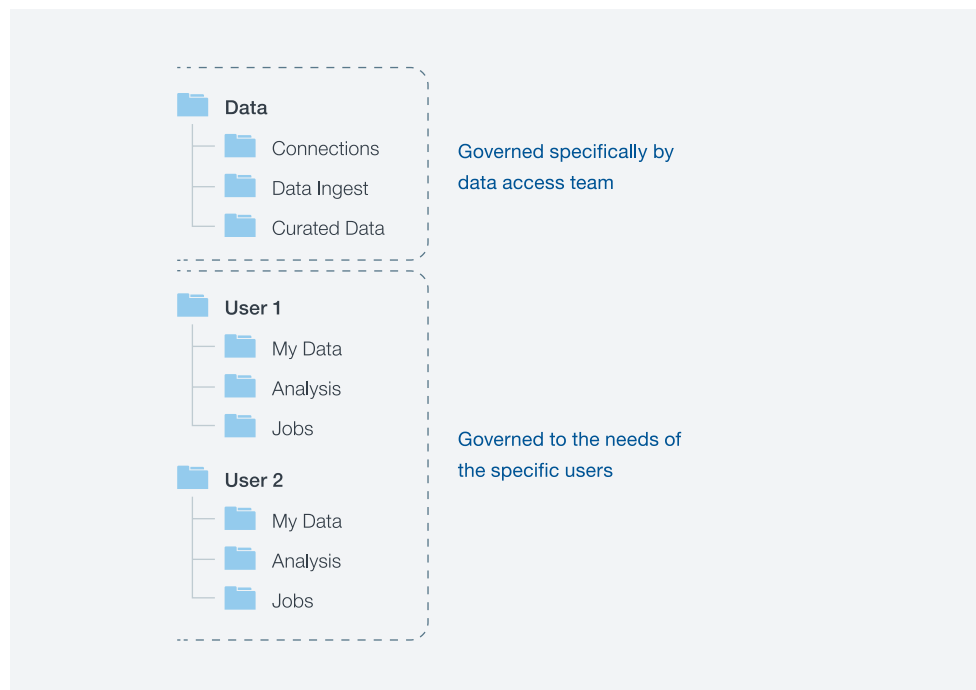 Data
Connections
Data Ingest
Curated Data
Governed specifically by
data access team
User 1
My Data
Analysis
Jobs
User 2
My Data
Analysis
Jobs
Governed to the needs of
the specific users